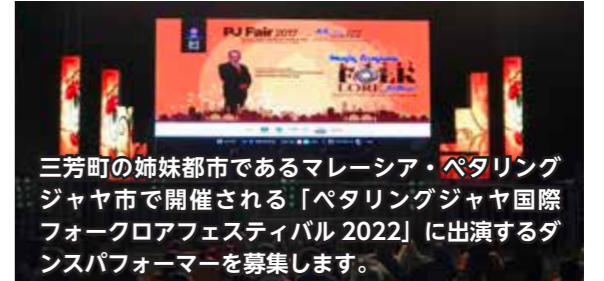 PJ Fair 2017
FOLK
LORE
三芳町の姉妹都市であるマレーシア・ペタリング
ジャヤ市で開催される「ペタリングジャヤ国際
フォークロアフェスティバル 2022」に出演するダ
ンスパフォーマーを募集します。